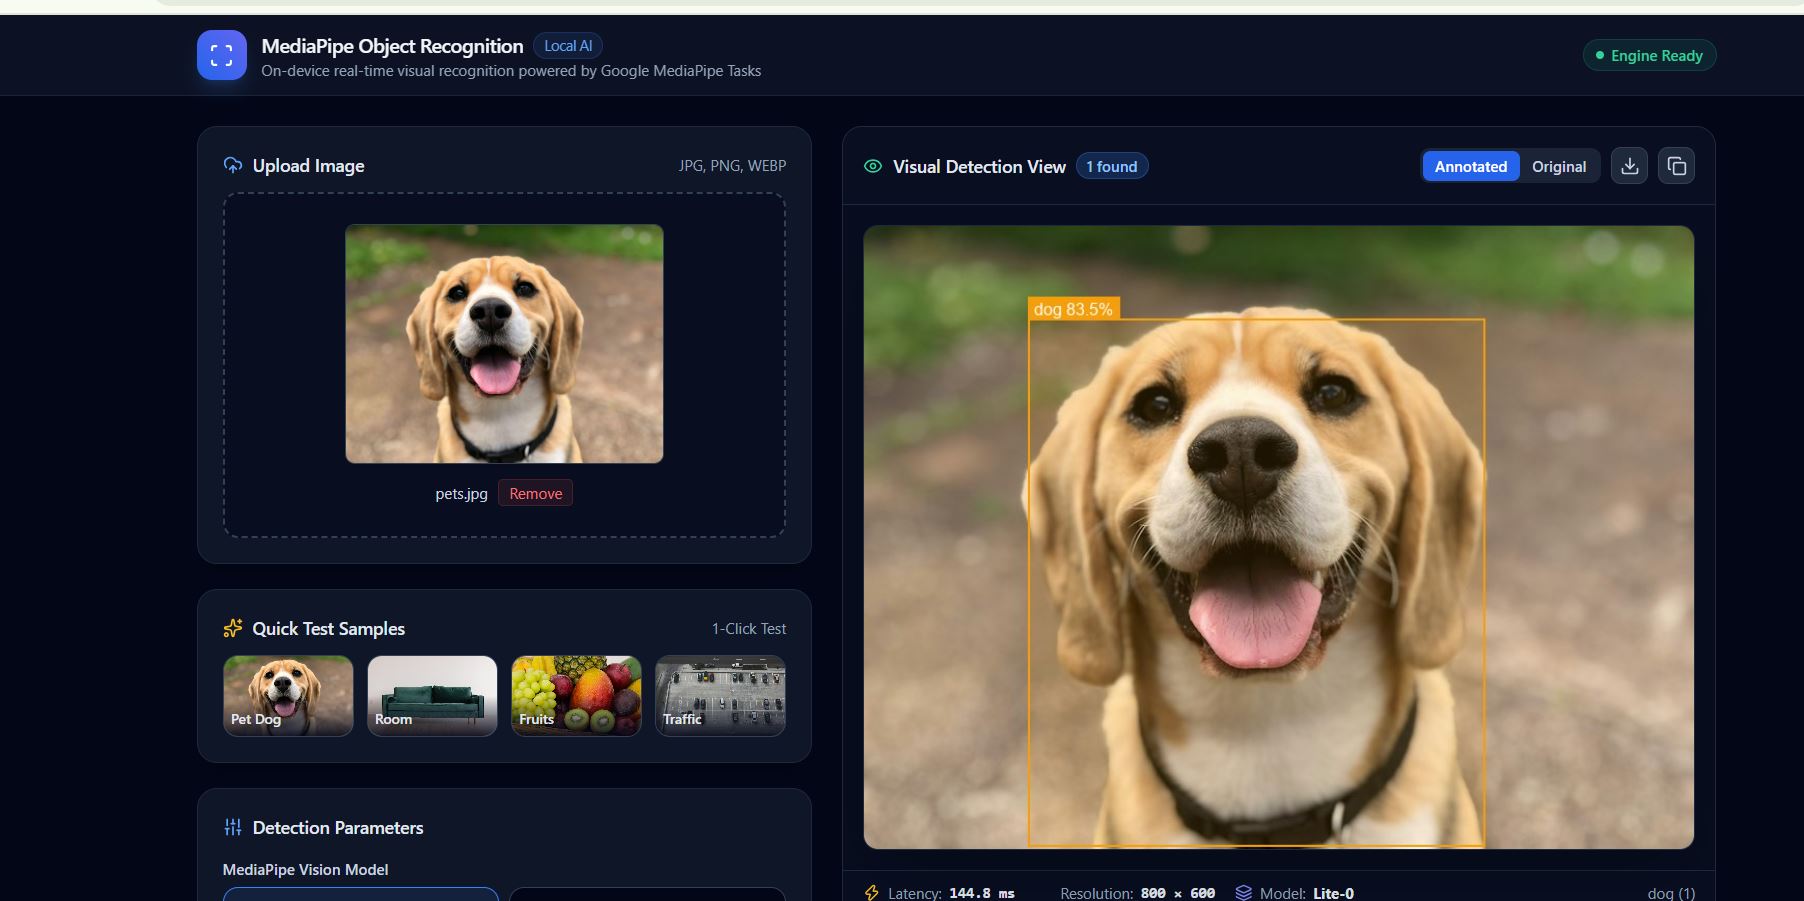 MediaPipe Object Recognition
Local AI
On-device real-time visual recognition powered by Google MediaPipe Tasks
Engine Ready
Upload Image
JPG, PNG, WEBP
pets.jpg
Remove
Quick Test Samples
1-Click Test
Pet Dog
Room
Fruits
Traffic
Detection Parameters
MediaPipe Vision Model
Visual Detection View
1 found
Annotated
Original
dog 83.5%
Latency: 144.8 ms
Resolution: 800 × 600
Model: Lite-0
dog (1)